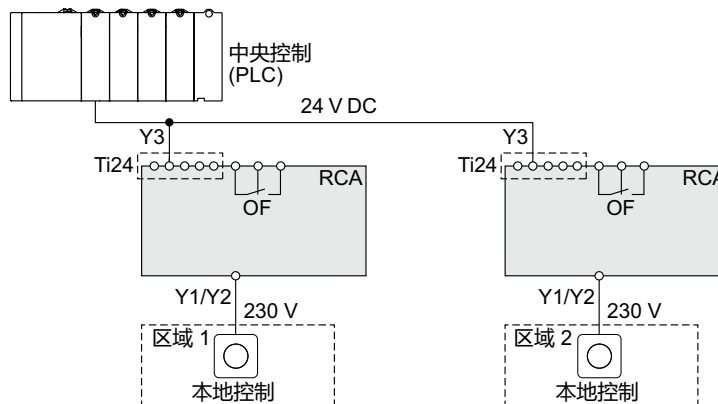 中央控制
(PLC)
24 V DC
Y3
Y3
Ti24
RCA
Ti24
RCA
OF
OF
Y1/Y2
230 V
Y1/Y2
230 V
区域 1
区域 2
本地控制
本地控制